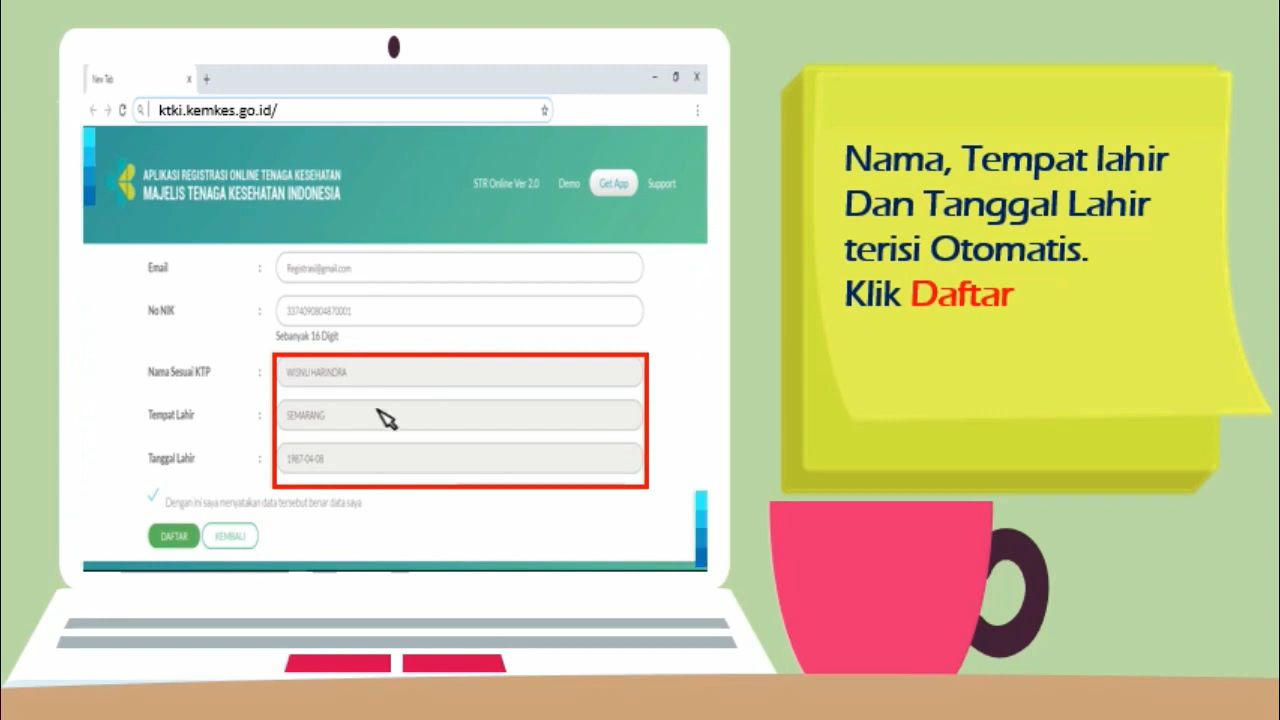 New Tab
ktki.kemkes.go.id/
APLIKASI REGISTRASI ONLINE TENAGA KESEHATAN
MAJELIS TENAGA KESEHATAN INDONESIA
STR Online Ver 2.0 Demo Get App Support
Email : Registrasi@gmail.com
No NIK : 3374090804870001
Sebanyak 16 Digit
Nama Sesuai KTP : WISNU HARINDRA
Tempat Lahir : SEMARANG
Tanggal Lahir : 1987-04-08
Dengan ini saya menyatakan data tersebut benar data saya
DAFTAR KEMBALI
Nama, Tempat lahir
Dan Tanggal Lahir
terisi Otomatis.
Klik Daftar